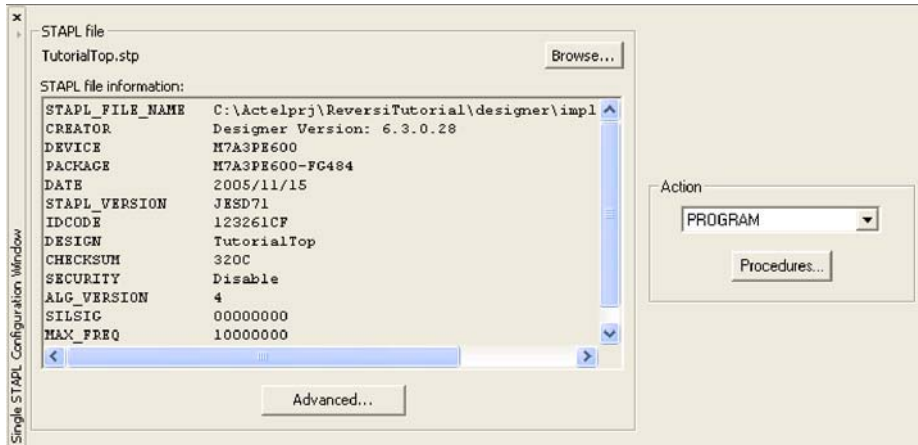 STAPL file
TutorialTop.stp
Browse...
STAPL file information:
STAPL_FILE_NAME C:\Actelprj\ReversiTutorial\designer\impl
CREATOR Designer Version: 6.3.0.28
DEVICE M7A3PE600
PACKAGE M7A3PE600-FG484
DATE 2005/11/15
STAPL_VERSION JESD71
IDCODE 123261CF
DESIGN TutorialTop
CHECKSUM 320C
SECURITY Disable
ALG_VERSION 4
SILSIG 00000000
MAX_FREQ 10000000
Advanced...
Action
PROGRAM
Procedures...
Single STAPL Configuration Window